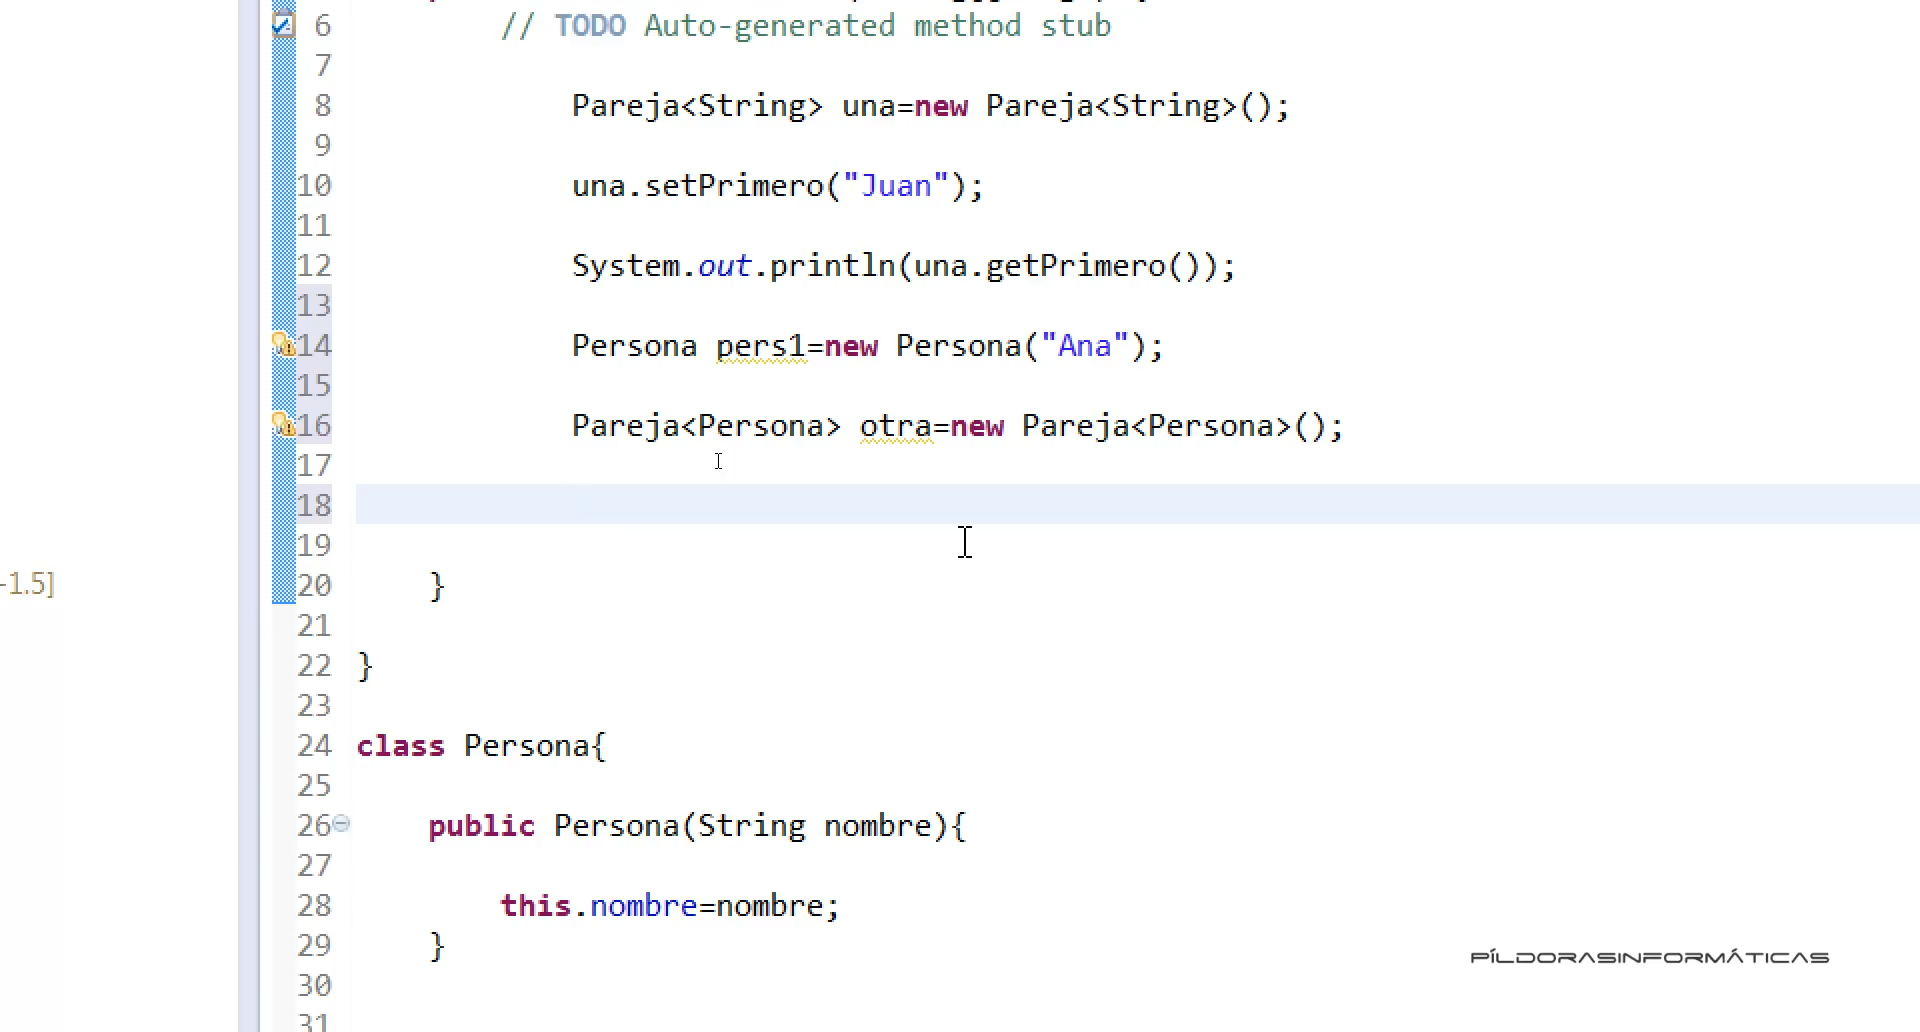 6 // TODO Auto-generated method stub
7
8 Pareja<String> una=new Pareja<String>();
9
10 una.setPrimero("Juan");
11
12 System.out.println(una.getPrimero());
13
14 Persona pers1=new Persona("Ana");
15
16 Pareja<Persona> otra=new Pareja<Persona>();
17
18
19
-1.5]
20 }
21
22 }
23
24 class Persona{
25
26 public Persona(String nombre){
27
28 this.nombre=nombre;
29 }
PÍLDORASINFORMÁTICAS
30
31